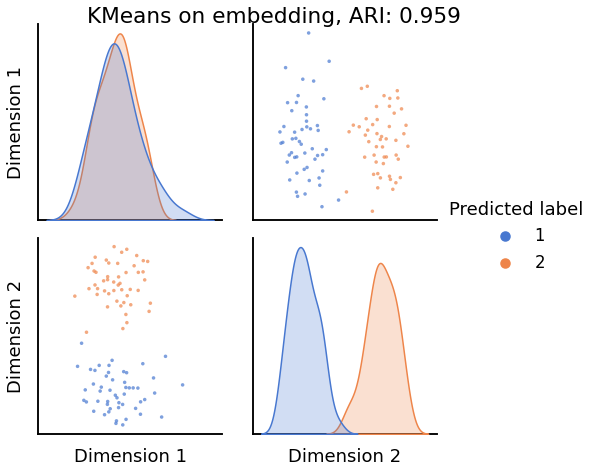 KMeans on embedding, ARI: 0.959
Dimension 1
Dimension 2
Dimension 1
Dimension 2
Predicted label
1
2